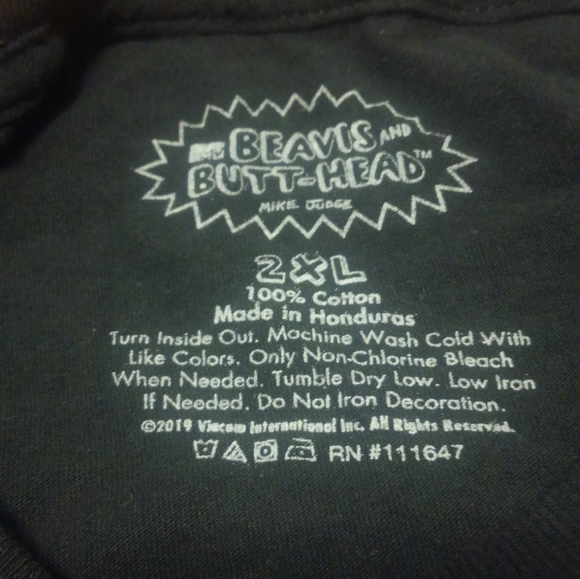 MTV BEAVIS AND
BUTT-HEAD™
MIKE JUDGE
2XL
100% Cotton
Made in Honduras
Turn Inside Out. Machine Wash Cold With
Like Colors. Only Non-Chlorine Bleach
When Needed. Tumble Dry Low. Low Iron
If Needed. Do Not Iron Decoration.
©2019 Viacom International Inc. All Rights Reserved.
RN #111647